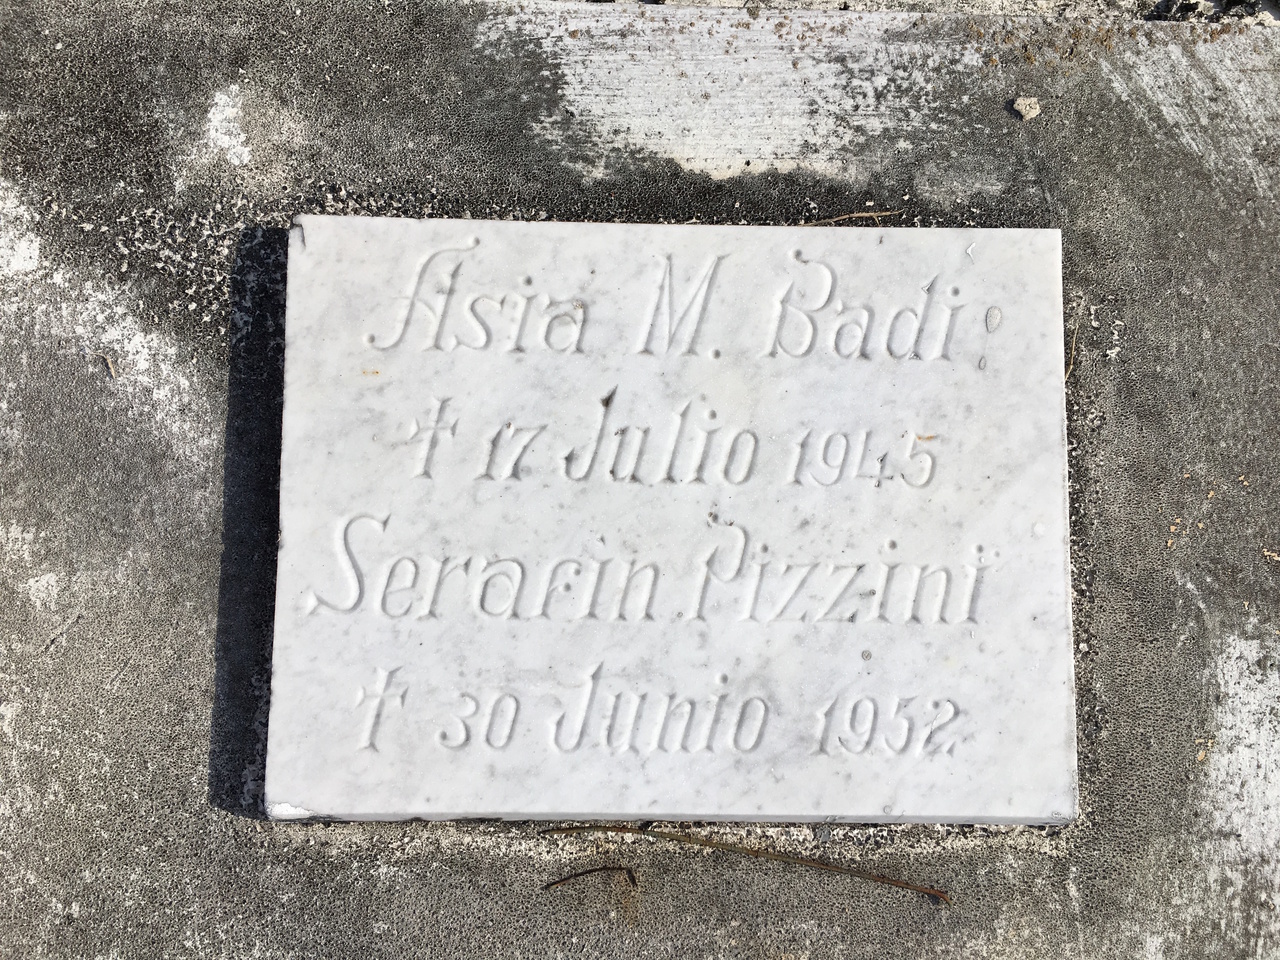 Asia M. Badi
† 17 Julio 1945
Serafin Pizzini
† 30 Junio 1952